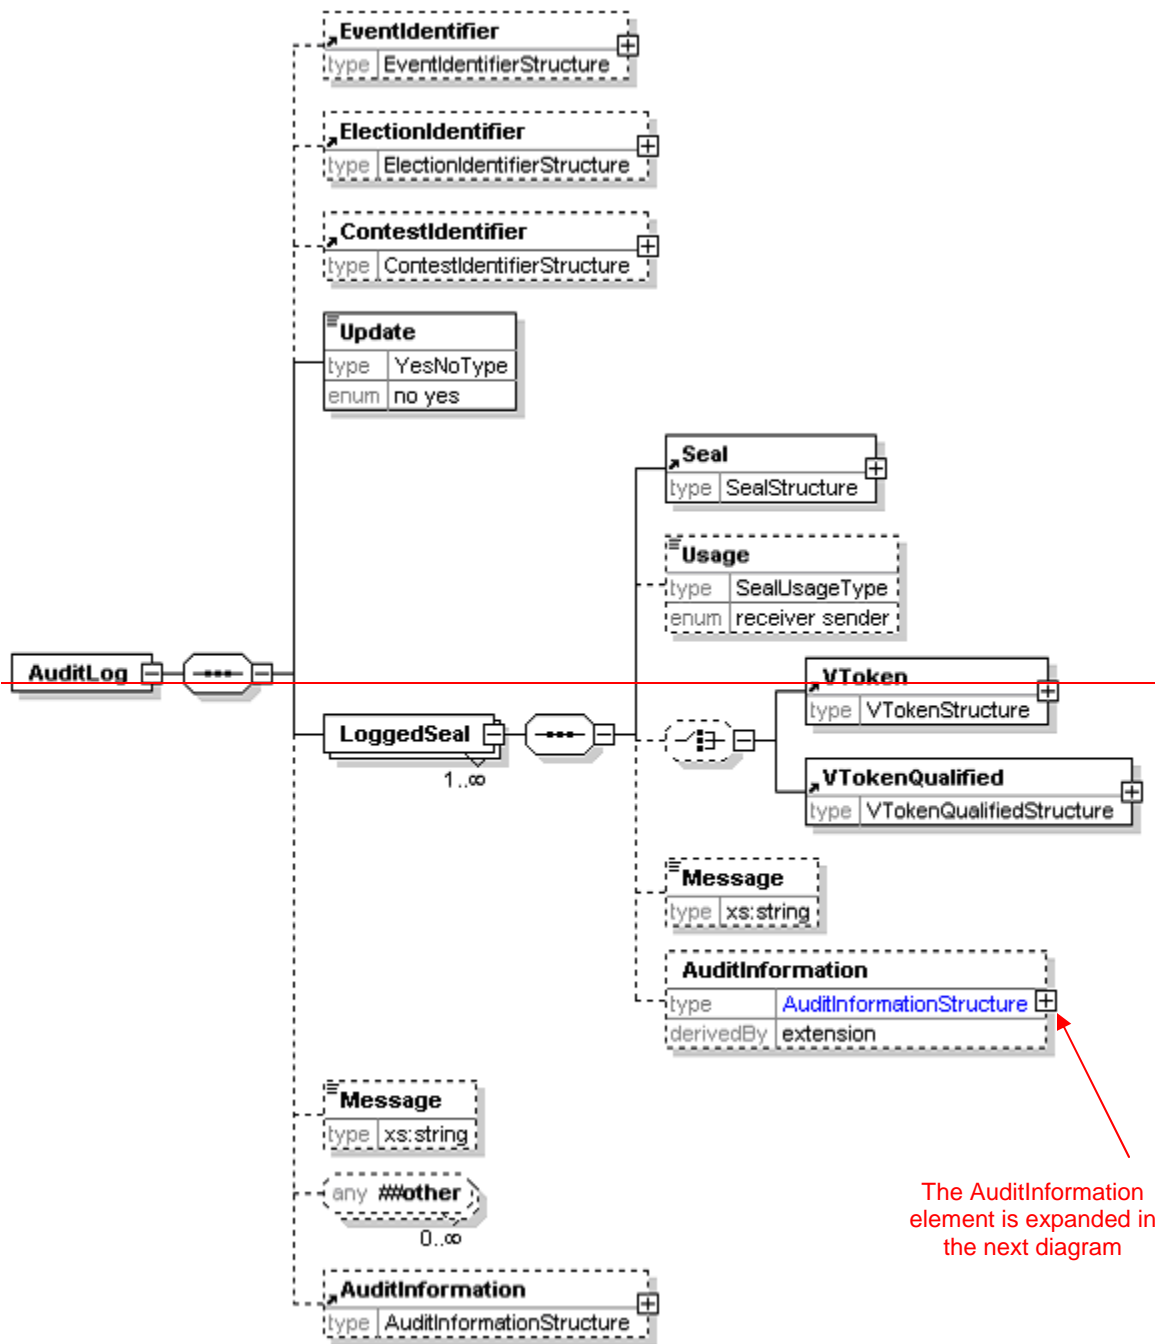 EventIdentifier
type EventIdentifierStructure
ElectionIdentifier
type ElectionIdentifierStructure
ContestIdentifier
type ContestIdentifierStructure
Update
type YesNoType
enum no yes
Seal
type SealStructure
Usage
type SealUsageType
enum receiver sender
AuditLog
VToken
type VTokenStructure
LoggedSeal
1..∞
VTokenQualified
type VTokenQualifiedStructure
Message
type xs:string
AuditInformation
type AuditInformationStructure
derivedBy extension
Message
type xs:string
any ##other
0..∞
The AuditInformation
element is expanded in
the next diagram
AuditInformation
type AuditInformationStructure